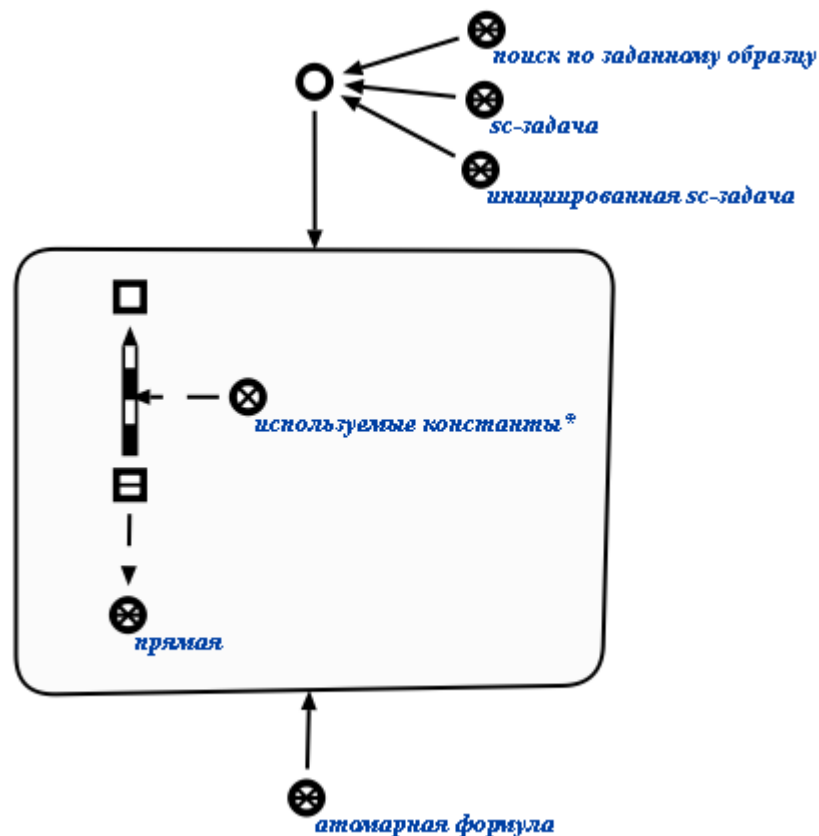 поиск по заданному образцу
sc-задача
инициированная sc-задача
используемые константы*
прямая
атомарная формула